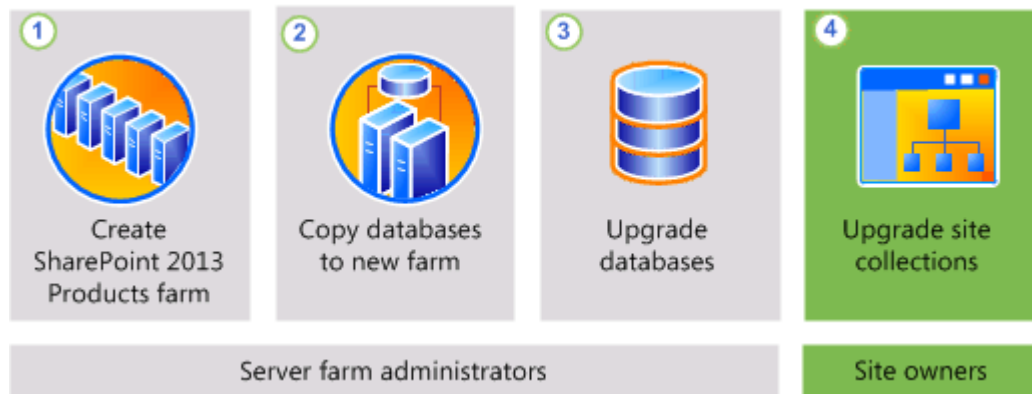 1
Create
SharePoint 2013
Products farm
2
Copy databases
to new farm
3
Upgrade
databases
4
Upgrade site
collections
Server farm administrators
Site owners